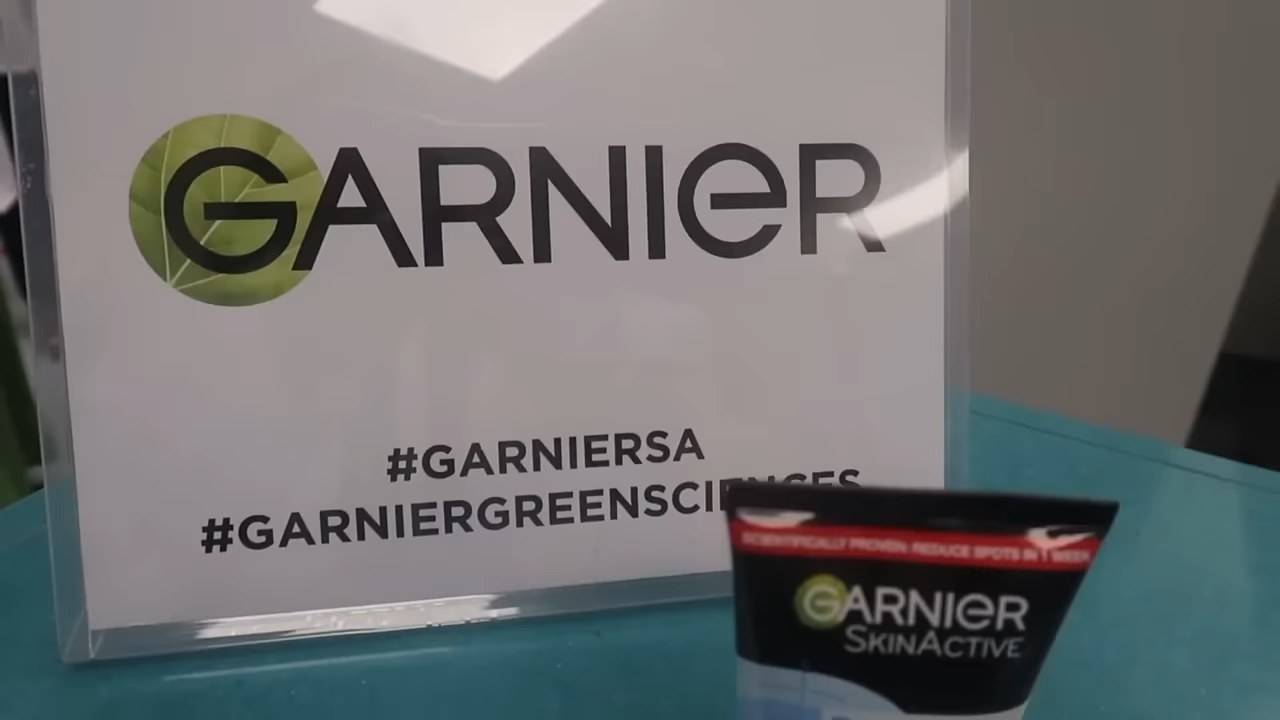 GARNIER
#GARNIERSA
#GARNIERGREENSCIENCES
SCIENTIFICALLY PROVEN: REDUCE SPOTS IN 1 WEEK
GARNIER
SKINACTIVE